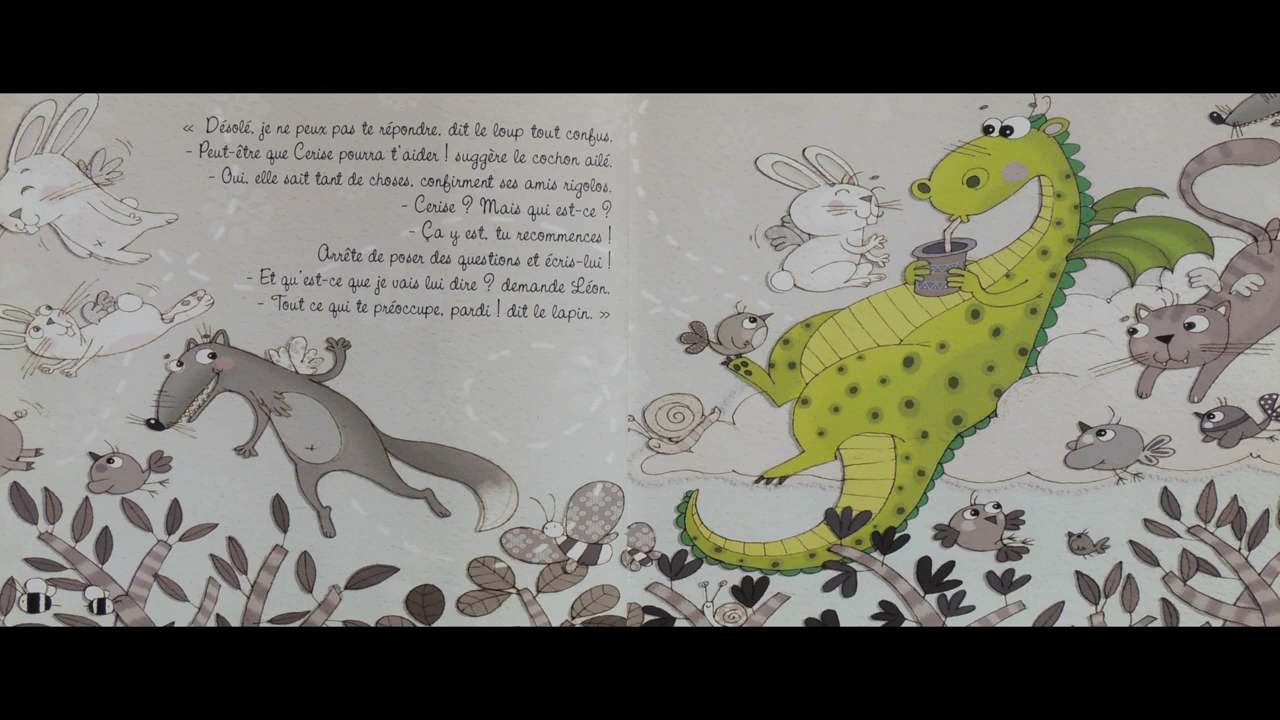 « Désolé, je ne peux pas te répondre, dit le loup tout confus.
- Peut-être que Cerise pourra t'aider ! suggère le cochon ailé.
- Oui, elle sait tant de choses, confirment ses amis rigolos.
- Cerise ? Mais qui est-ce ?
- Ça y est, tu recommences !
Arrête de poser des questions et écris-lui !
- Et qu'est-ce que je vais lui dire ? demande Léon.
- Tout ce qui te préoccupe, pardi ! dit le lapin. »